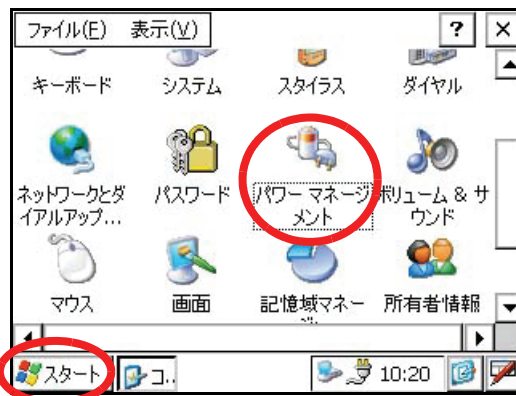 ファイル(F) 表示(V) ? ×
キーボード システム スタイラス ダイヤル
ネットワークとダ
イアルアップ... パスワード パワー マネージ
メント ボリューム & サ
ウンド
マウス 画面 記憶域マネー 所有者情報
スタート コ.. 10:20